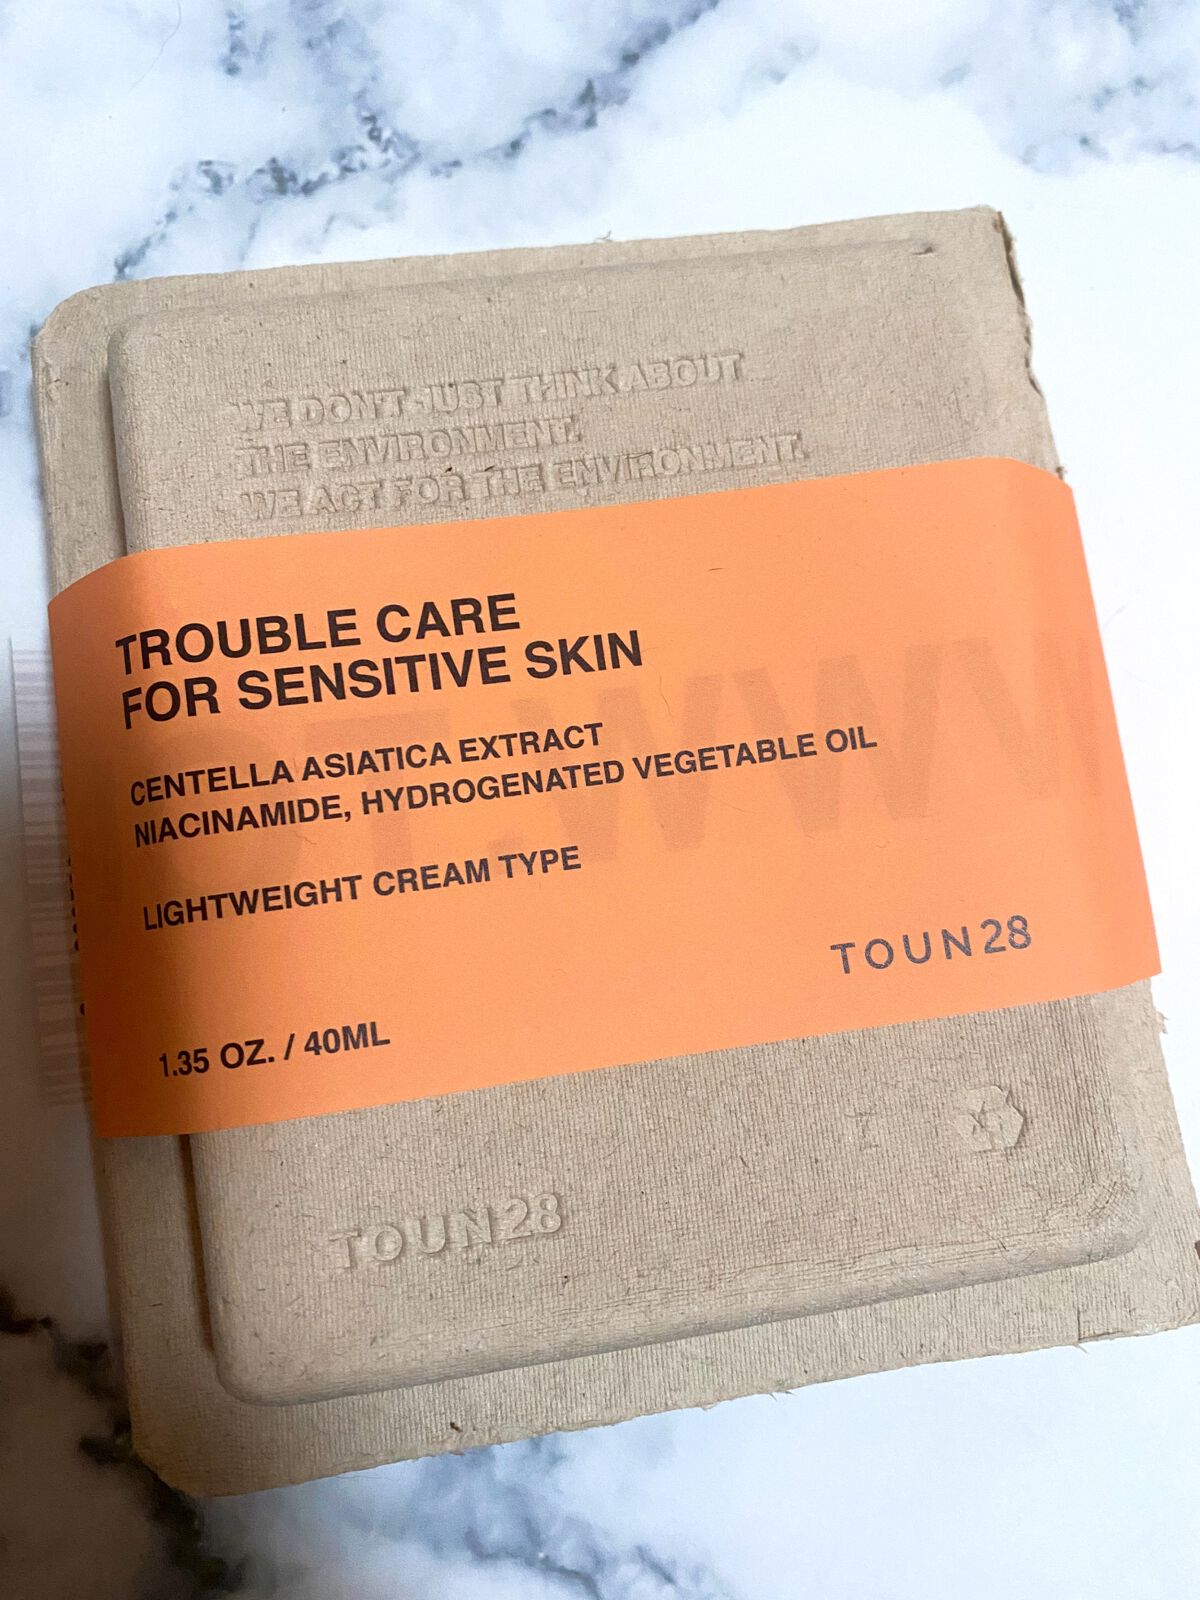 WE DON'T JUST THINK ABOUT
THE ENVIRONMENT.
WE ACT FOR THE ENVIRONMENT.
TROUBLE CARE
FOR SENSITIVE SKIN
CENTELLA ASIATICA EXTRACT
NIACINAMIDE, HYDROGENATED VEGETABLE OIL
LIGHTWEIGHT CREAM TYPE
TOUN28
1.35 OZ. / 40ML
TOUN28